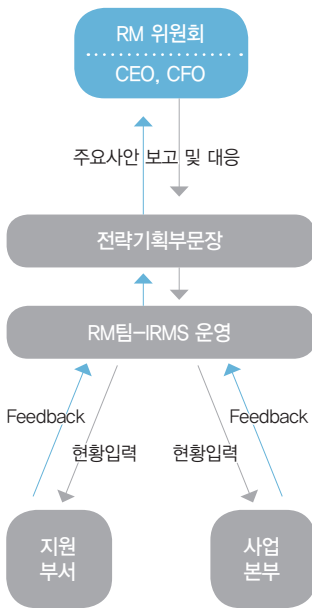 RM 위원회
CEO, CFO
주요사안 보고 및 대응
전략기획부문장
RM팀-IRMS 운영
Feedback
Feedback
현황입력
현황입력
지원
부서
사업
본부